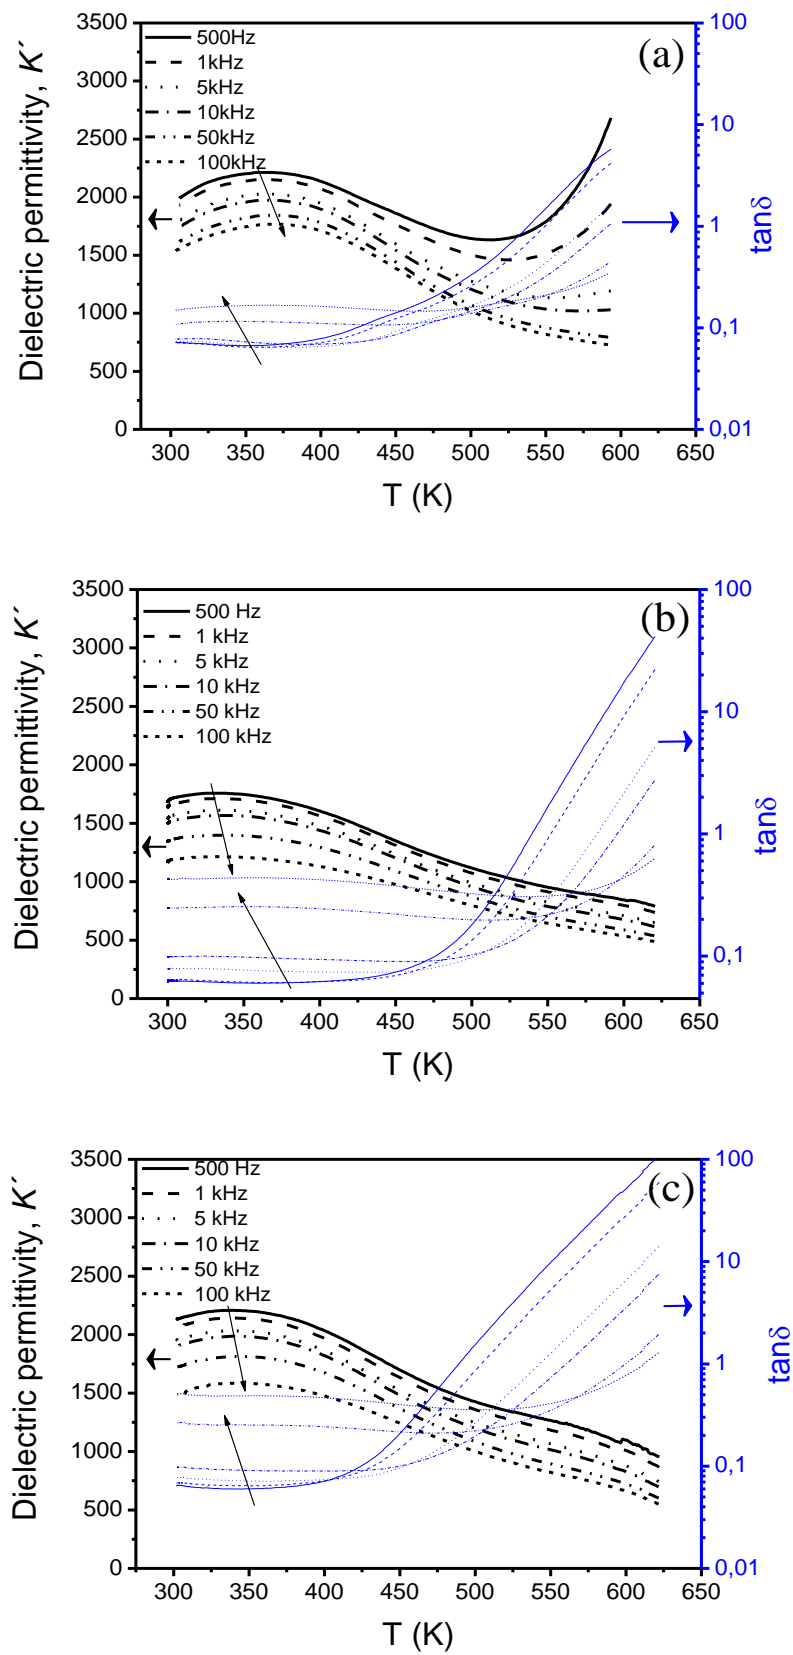 3500
3000
2500
2000
1500
1000
500
0
Dielectric permittivity, K´
500Hz
1kHz
5kHz
10kHz
50kHz
100kHz
(a)
100
10
1
0,1
0,01
tanδ
300 350 400 450 500 550 600 650
T (K)
3500
3000
2500
2000
1500
1000
500
0
Dielectric permittivity, K´
500 Hz
1 kHz
5 kHz
10 kHz
50 kHz
100 kHz
(b)
100
10
1
0,1
tanδ
300 350 400 450 500 550 600 650
T (K)
3500
3000
2500
2000
1500
1000
500
0
Dielectric permittivity, K´
500 Hz
1 kHz
5 kHz
10 kHz
50 kHz
100 kHz
(c)
100
10
1
0,1
0,01
tanδ
300 350 400 450 500 550 600 650
T (K)